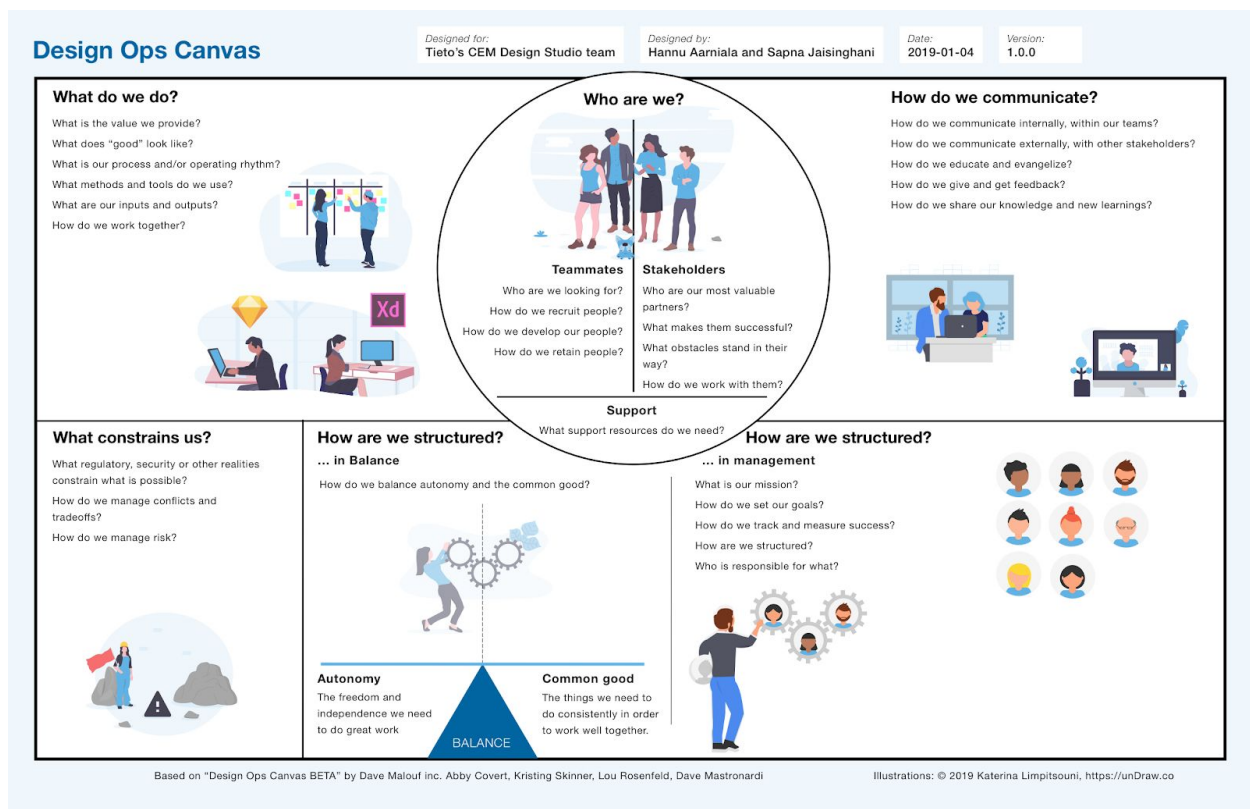 Design Ops Canvas
Designed for:
Tieto's CEM Design Studio team
Designed by:
Hannu Aarniala and Sapna Jaisinghani
Date:
2019-01-04
Version:
1.0.0
What do we do?
What is the value we provide?
What does “good” look like?
What is our process and/or operating rhythm?
What methods and tools do we use?
What are our inputs and outputs?
How do we work together?
Xd
Who are we?
Teammates
Who are we looking for?
How do we recruit people?
How do we develop our people?
How do we retain people?
Stakeholders
Who are our most valuable
partners?
What makes them successful?
What obstacles stand in their
way?
How do we work with them?
Support
What support resources do we need?
How do we communicate?
How do we communicate internally, within our teams?
How do we communicate externally, with other stakeholders?
How do we educate and evangelize?
How do we give and get feedback?
How do we share our knowledge and new learnings?
What constrains us?
What regulatory, security or other realities
constrain what is possible?
How do we manage conflicts and
tradeoffs?
How do we manage risk?
How are we structured?
... in Balance
How do we balance autonomy and the common good?
Autonomy
The freedom and
independence we need
to do great work
BALANCE
Common good
The things we need to
do consistently in order
to work well together.
How are we structured?
... in management
What is our mission?
How do we set our goals?
How do we track and measure success?
How are we structured?
Who is responsible for what?
Based on “Design Ops Canvas BETA” by Dave Malouf inc. Abby Covert, Kristing Skinner, Lou Rosenfeld, Dave Mastronardi
Illustrations: © 2019 Katerina Limpitsouni, https://unDraw.co